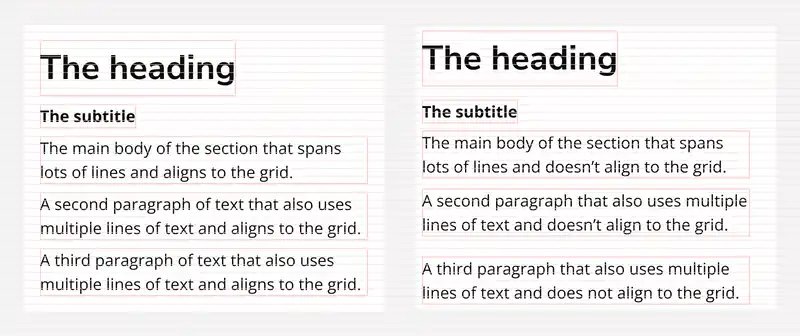 The heading
The subtitle
The main body of the section that spans
lots of lines and aligns to the grid.
A second paragraph of text that also uses
multiple lines of text and aligns to the grid.
A third paragraph of text that also uses
multiple lines of text and aligns to the grid.
The heading
The subtitle
The main body of the section that spans
lots of lines and doesn’t align to the grid.
A second paragraph that also uses multiple
lines of text and doesn’t align to the grid.
A third paragraph that also uses multiple
lines of text and does not align to the grid.